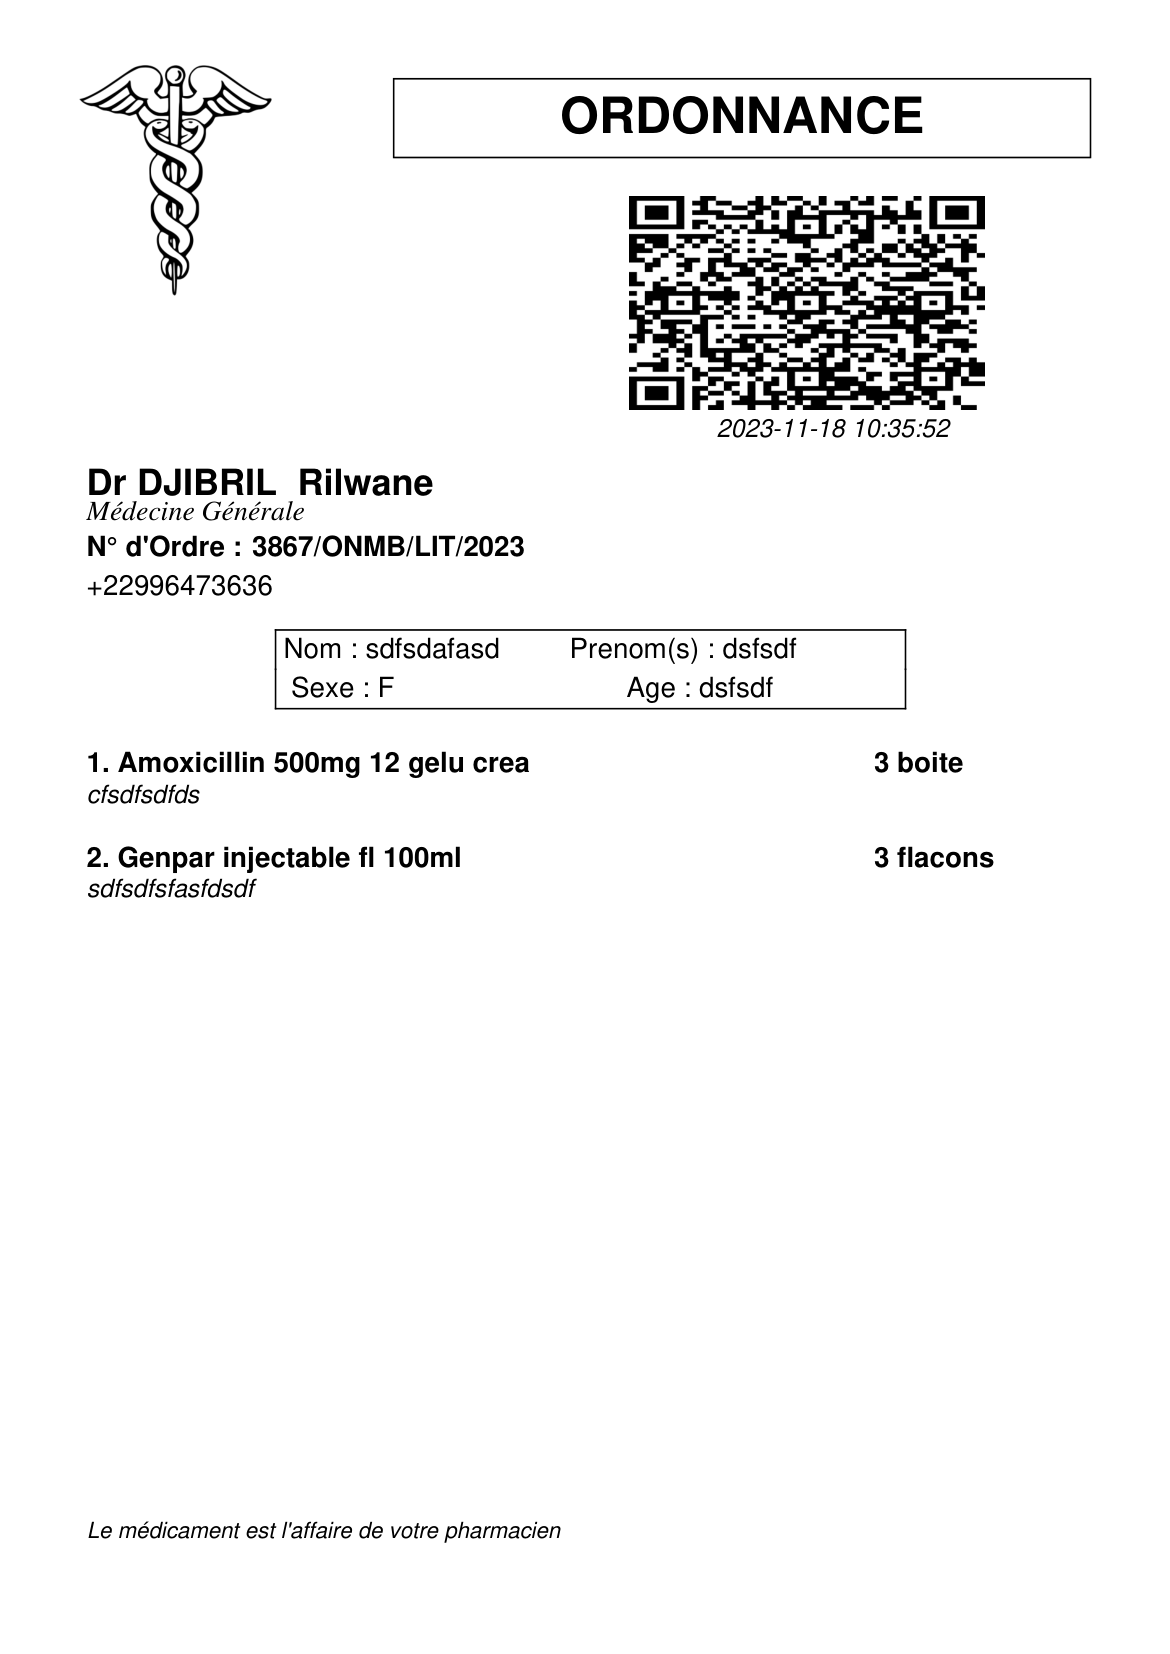 ORDONNANCE
2023-11-18 10:35:52
Dr DJIBRIL  Rilwane
Médecine Générale
N° d'Ordre : 3867/ONMB/LIT/2023
+22996473636
Nom : sdfsdafasd Prenom(s) : dsfsdf
Sexe : F Age : dsfsdf
1. Amoxicillin 500mg 12 gelu crea 3 boite
cfsdfsdfds
2. Genpar injectable fl 100ml 3 flacons
sdfsdfsfasfdsdf
Le médicament est l'affaire de votre pharmacien